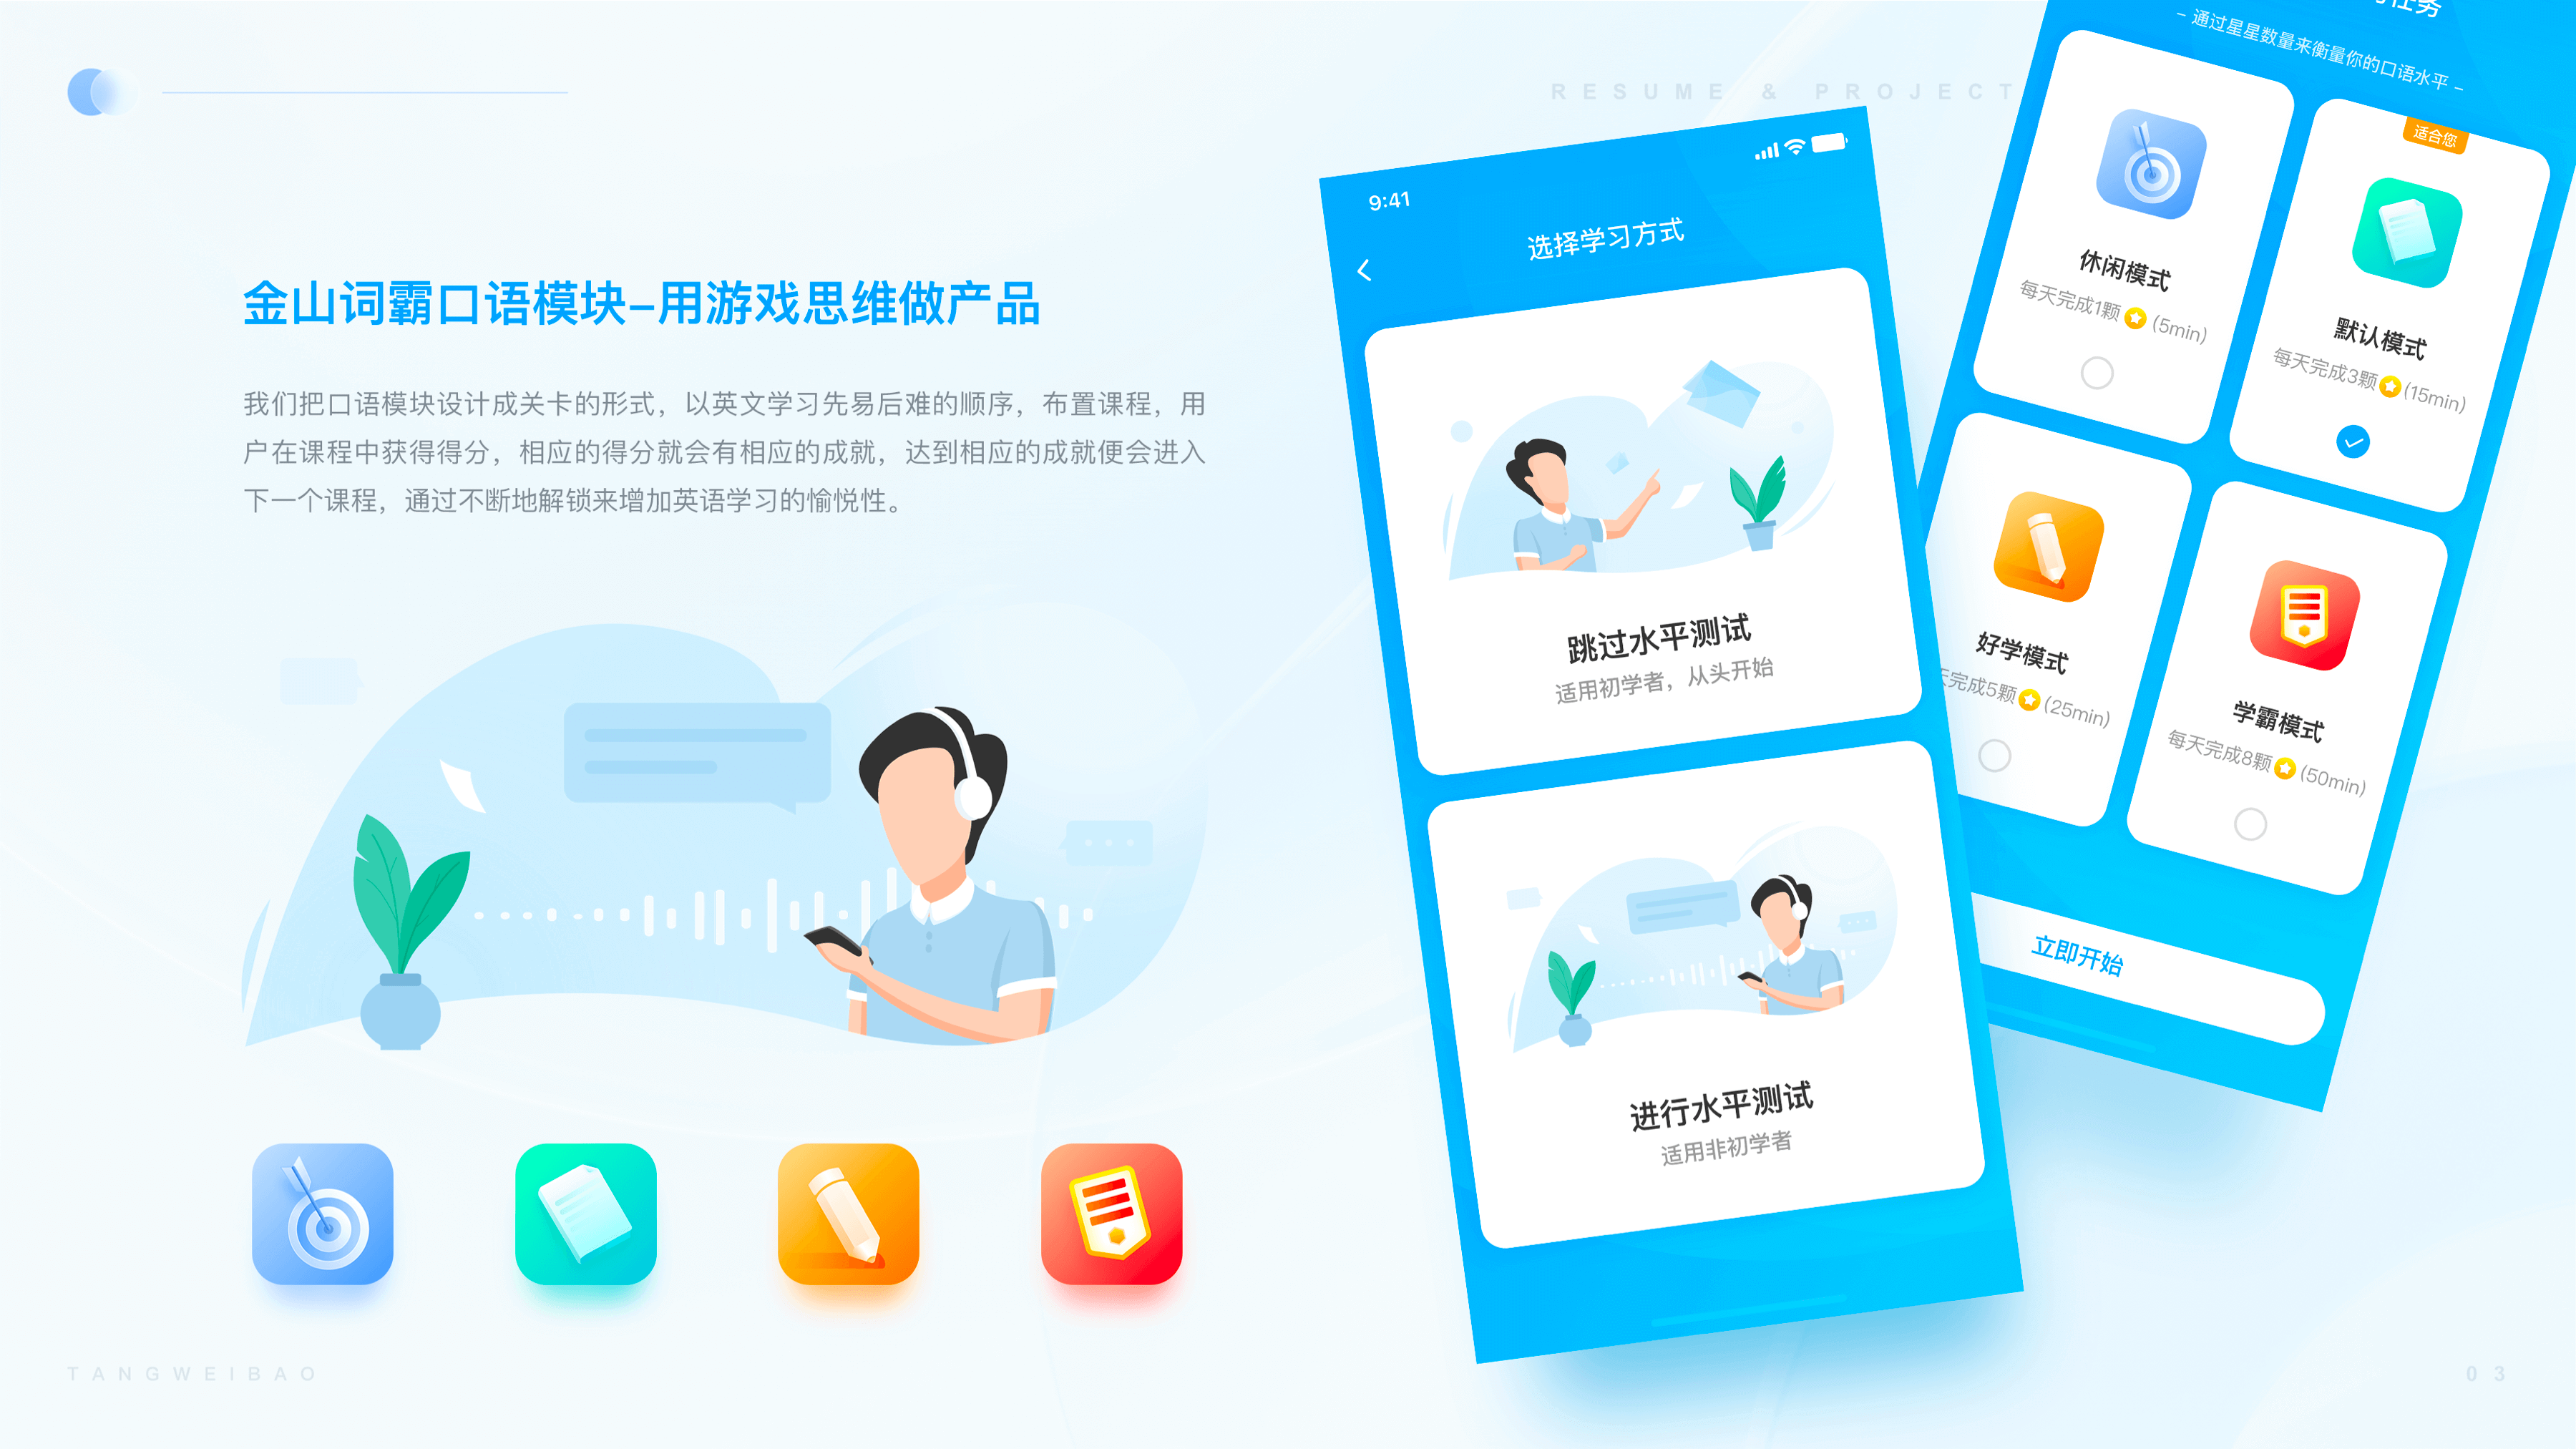 RESUME & PROJECT
金山词霸口语模块–用游戏思维做产品
我们把口语模块设计成关卡的形式，以英文学习先易后难的顺序，布置课程，用
户在课程中获得得分，相应的得分就会有相应的成就，达到相应的成就便会进入
下一个课程，通过不断地解锁来增加英语学习的愉悦性。
TANGWEIBAO
9:41
选择学习方式
跳过水平测试
适用初学者，从头开始
进行水平测试
适用非初学者
任务
– 通过星星数量来衡量你的口语水平 –
休闲模式
每天完成1颗 (5min)
适合您
默认模式
每天完成3颗 (15min)
好学模式
天完成5颗 (25min)
学霸模式
每天完成8颗 (50min)
立即开始
03